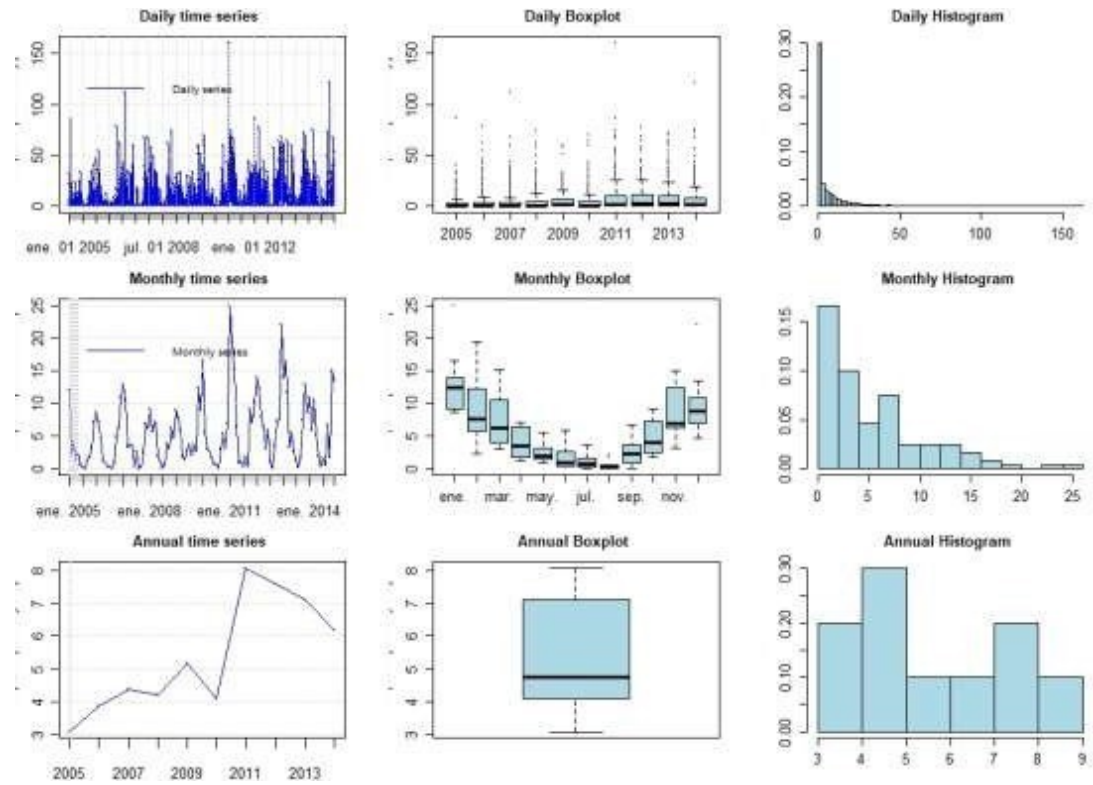 Daily time series
150
100
50
0
Daily series
ene. 01 2005 jul. 01 2008 ene. 01 2012
Daily Boxplot
150
100
50
0
2005 2007 2009 2011 2013
Daily Histogram
0.30
0.20
0.10
0.00
0 50 100 150
Monthly time series
25
20
15
10
5
0
Monthly series
ene. 2005 ene. 2008 ene. 2011 ene. 2014
Monthly Boxplot
25
20
15
10
5
0
ene. mar. may. jul. sep. nov.
Monthly Histogram
0.15
0.10
0.05
0.00
0 5 10 15 20 25
Annual time series
8
7
6
5
4
3
2005 2007 2009 2011 2013
Annual Boxplot
8
7
6
5
4
3
Annual Histogram
0.30
0.20
0.10
0.00
3 4 5 6 7 8 9